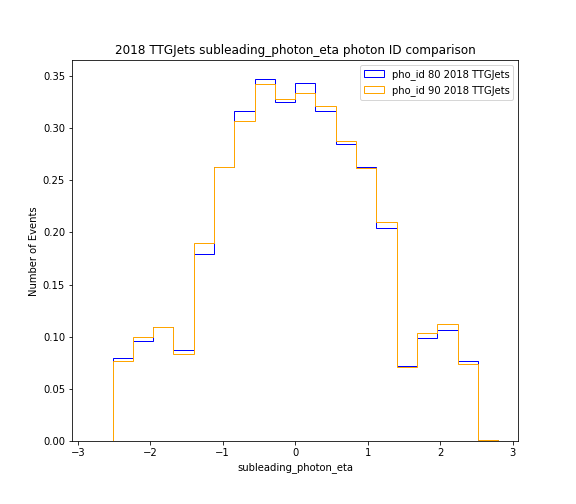 2018 TTGJets subleading_photon_eta photon ID comparison
pho_id 80 2018 TTGJets
pho_id 90 2018 TTGJets
Number of Events
0.35
0.30
0.25
0.20
0.15
0.10
0.05
0.00
−3 −2 −1 0 1 2 3
subleading_photon_eta